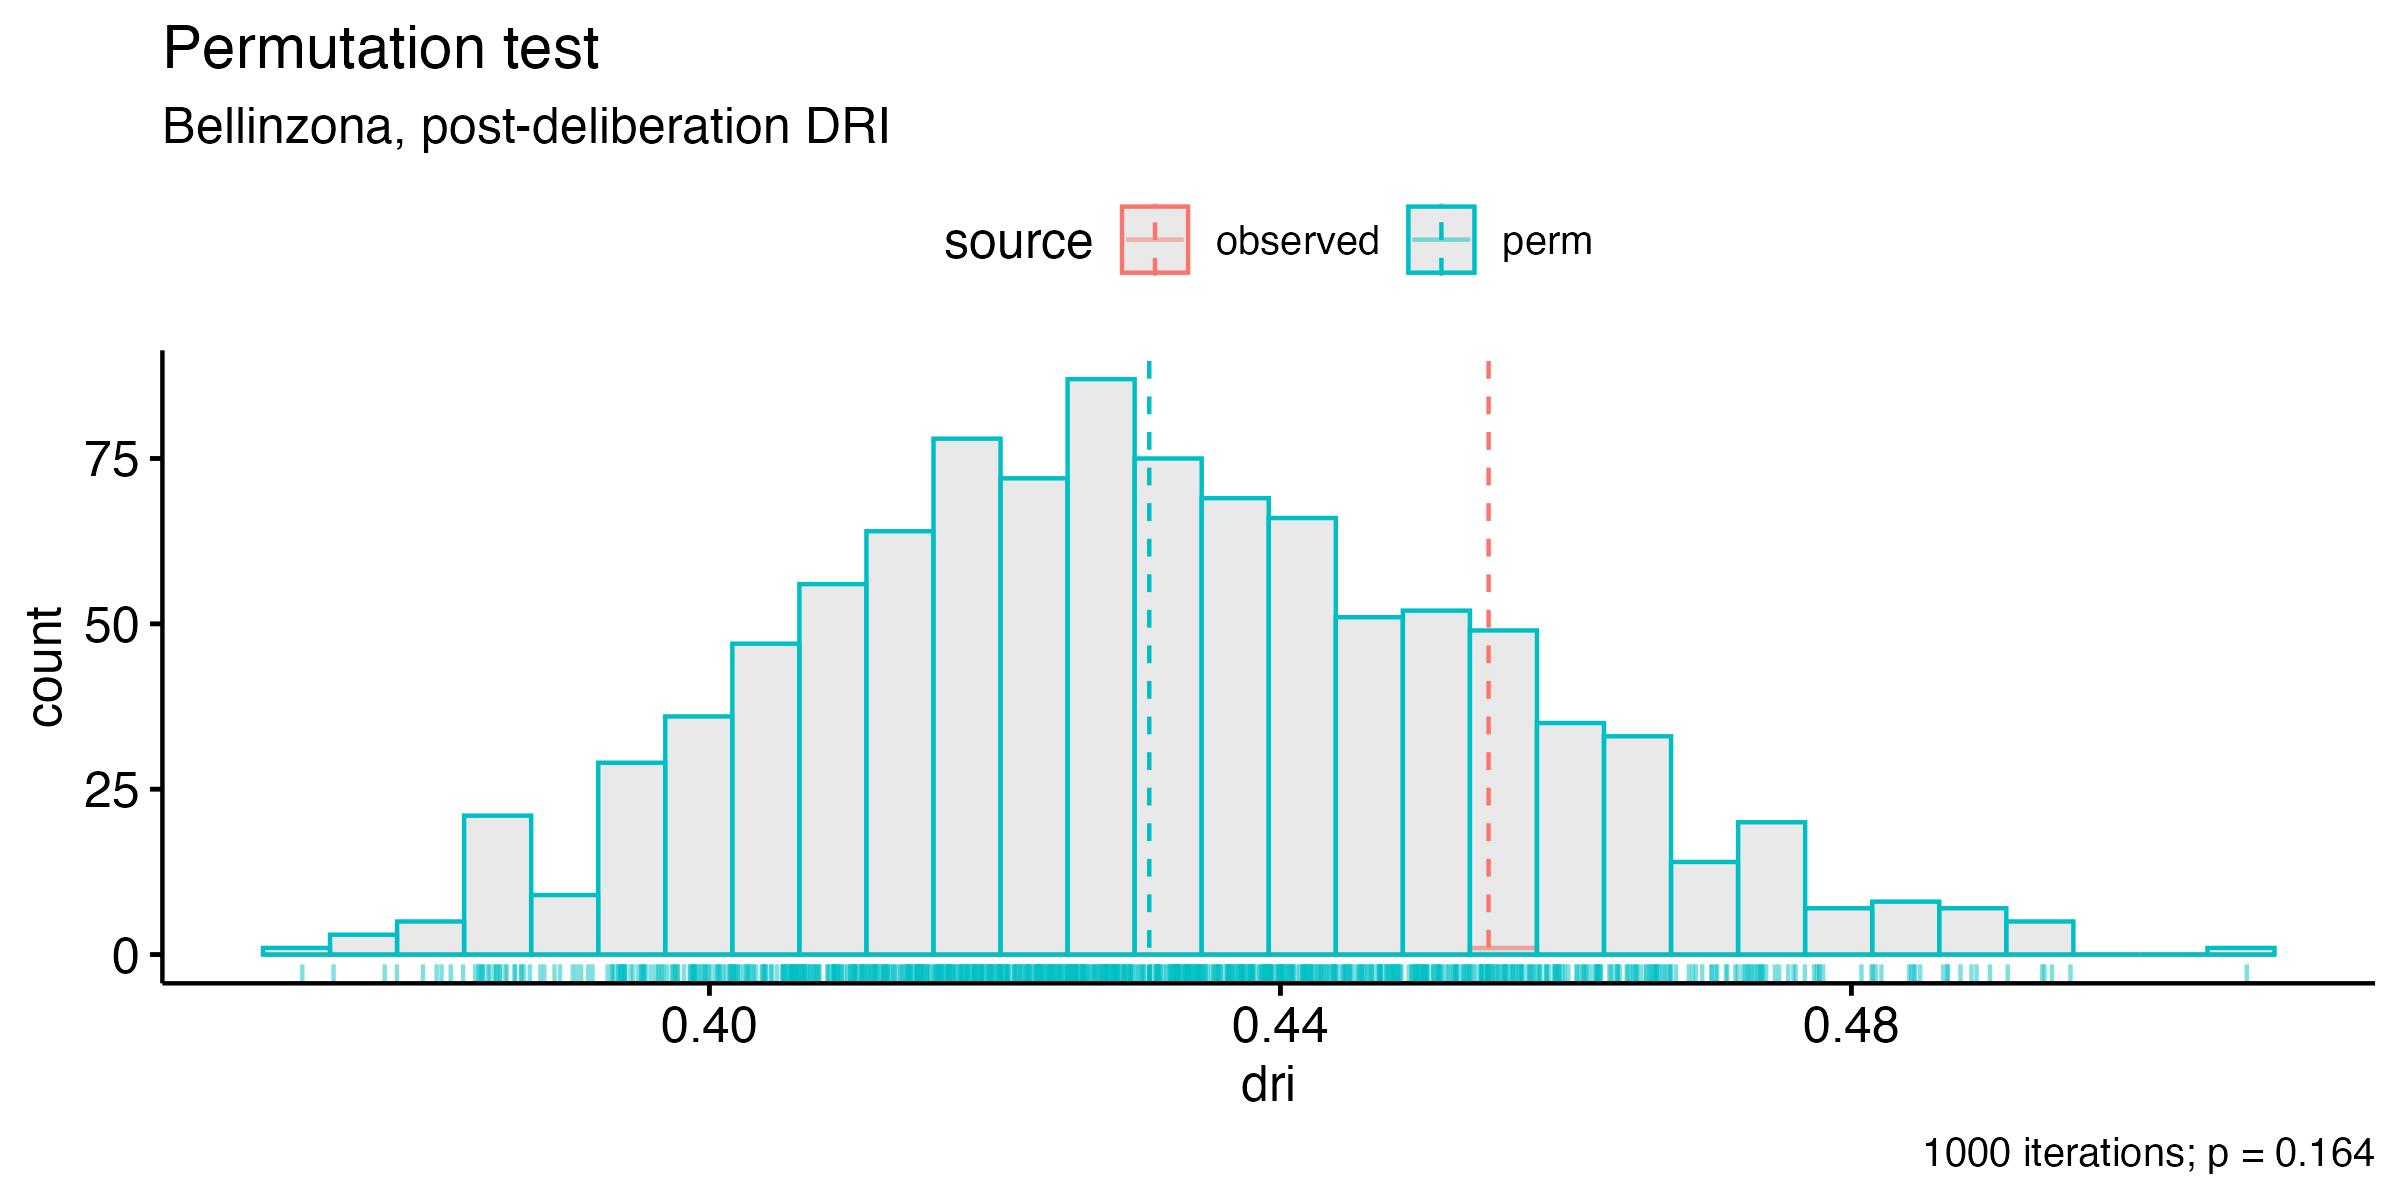 Permutation test
Bellinzona, post-deliberation DRI
source observed perm
75
50
25
0
count
0.40 0.44 0.48
dri
1000 iterations; p = 0.164